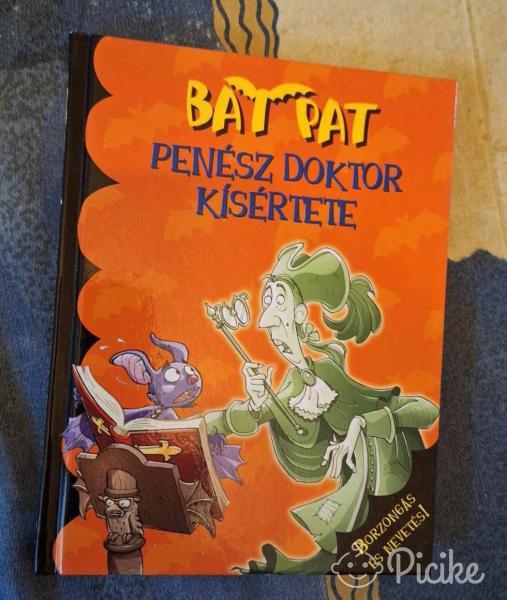 BAT PAT
PENÉSZ DOKTOR
KÍSÉRTETE
BORZONGÁS
ÉS NEVETÉS!
Picike